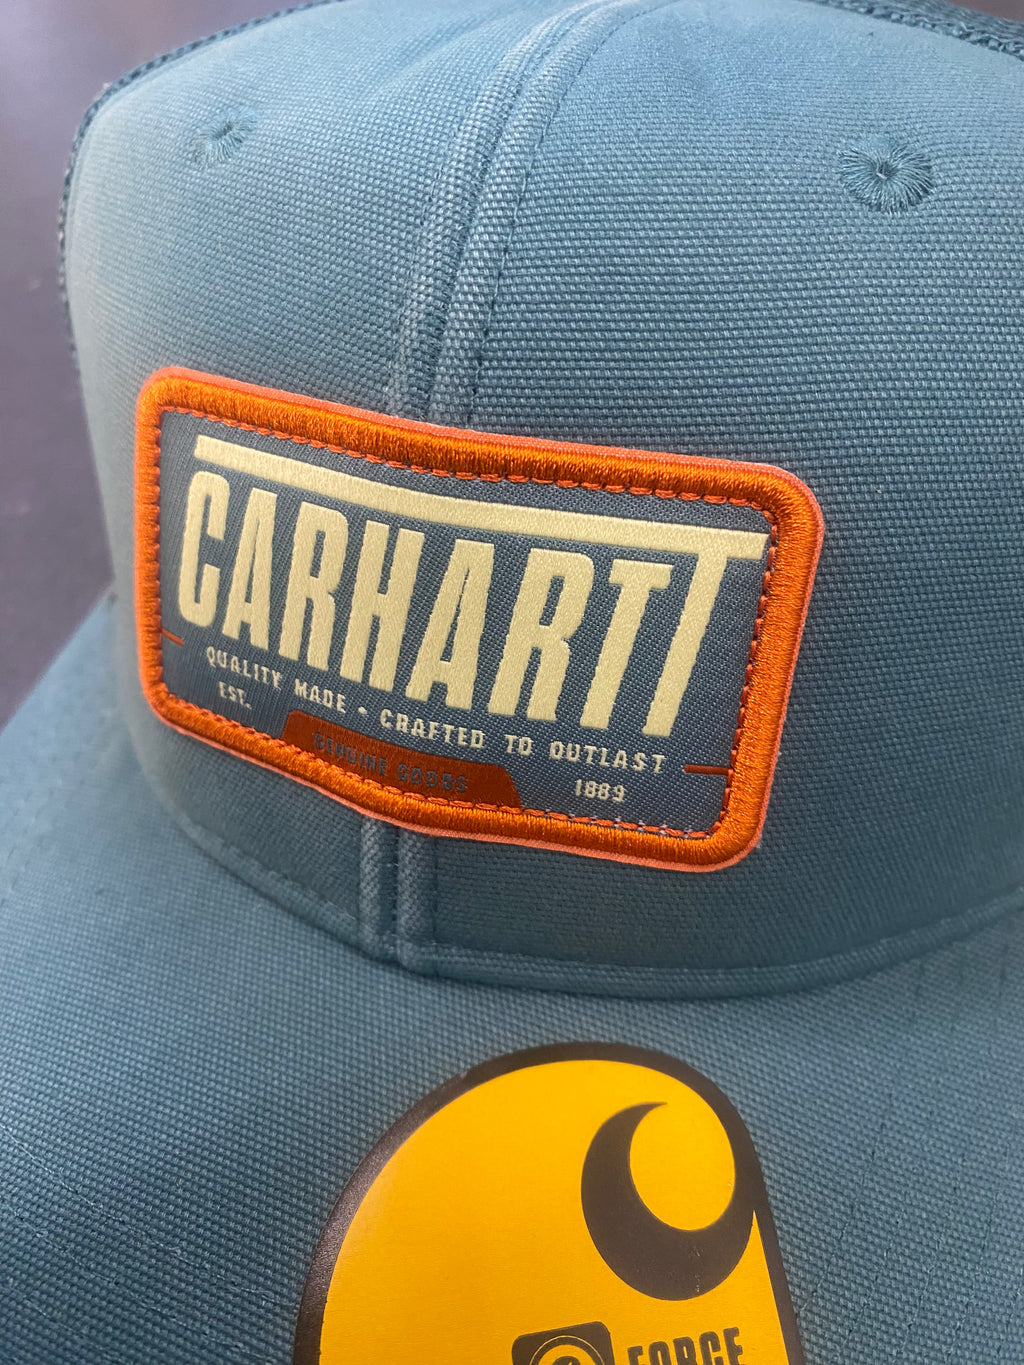 CARHARTT
QUALITY MADE • CRAFTED TO OUTLAST
EST. 1889
GENUINE GOODS
FORCE